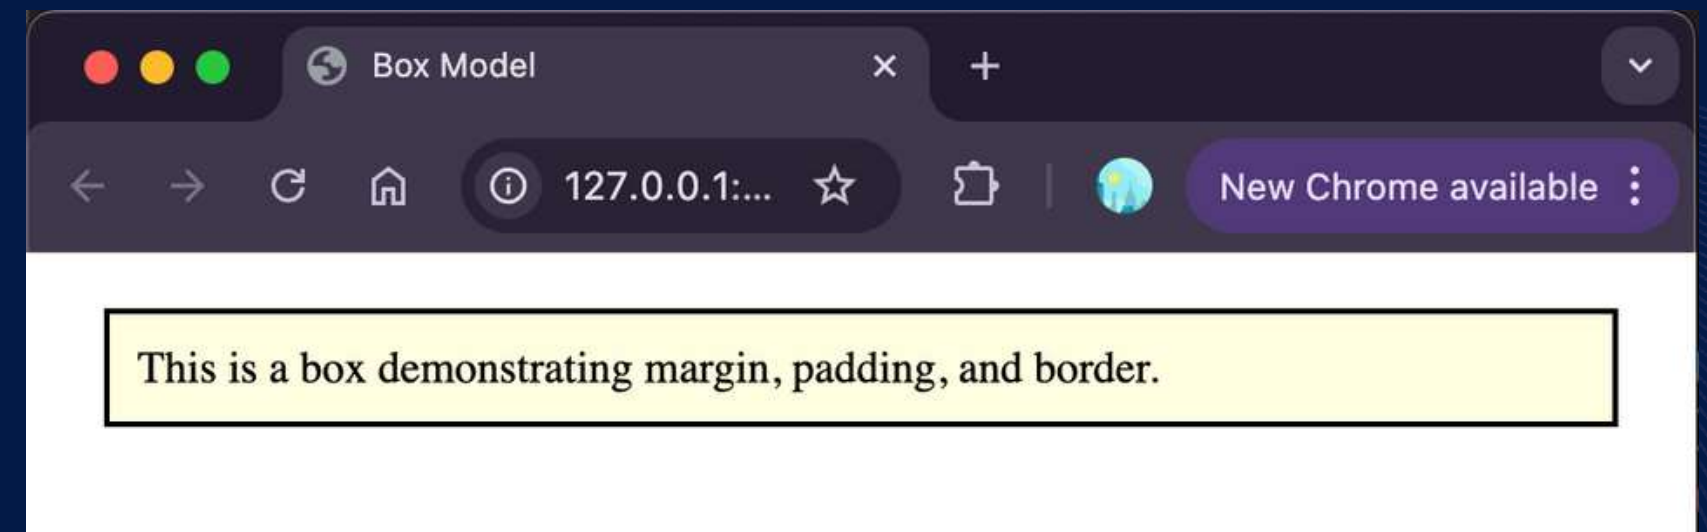 Box Model
127.0.0.1:...
New Chrome available
This is a box demonstrating margin, padding, and border.